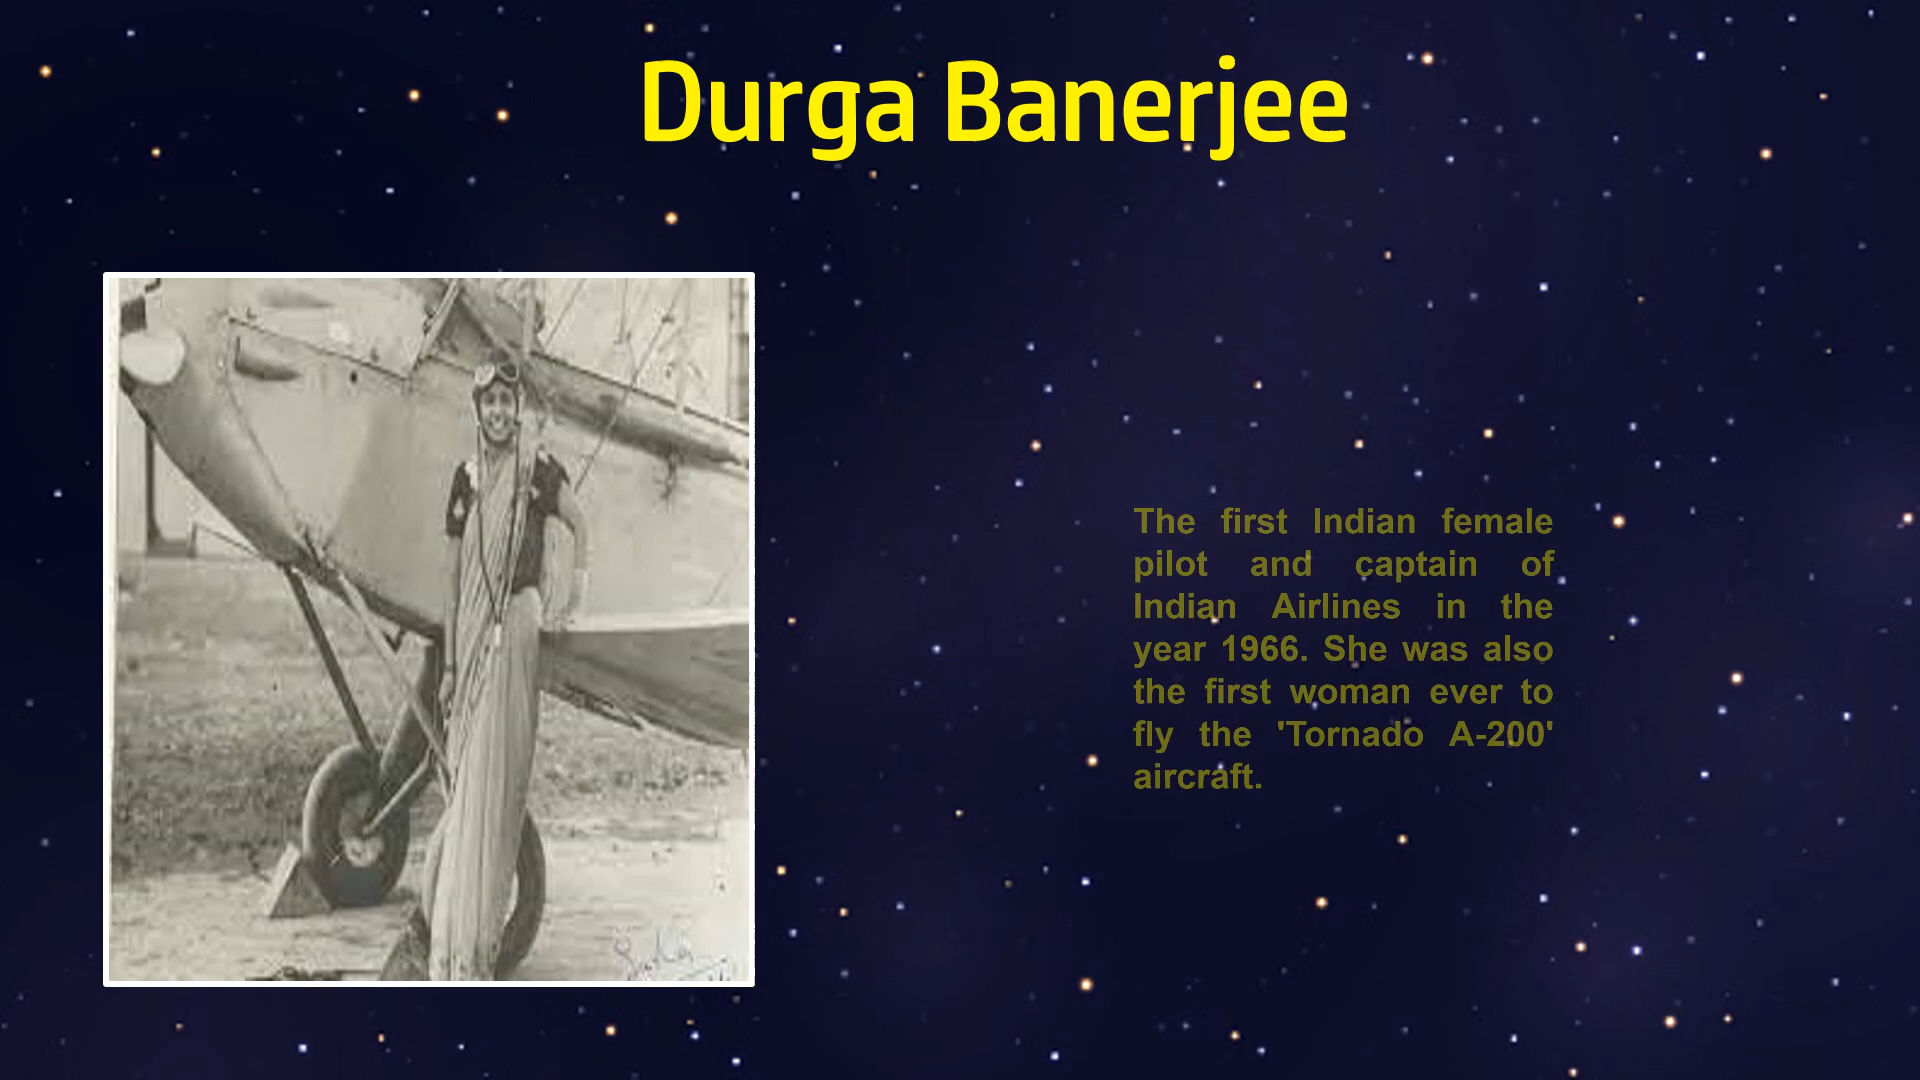 Durga Banerjee
The first Indian female
pilot and captain of
Indian Airlines in the
year 1966. She was also
the first woman ever to
fly the 'Tornado A-200'
aircraft.